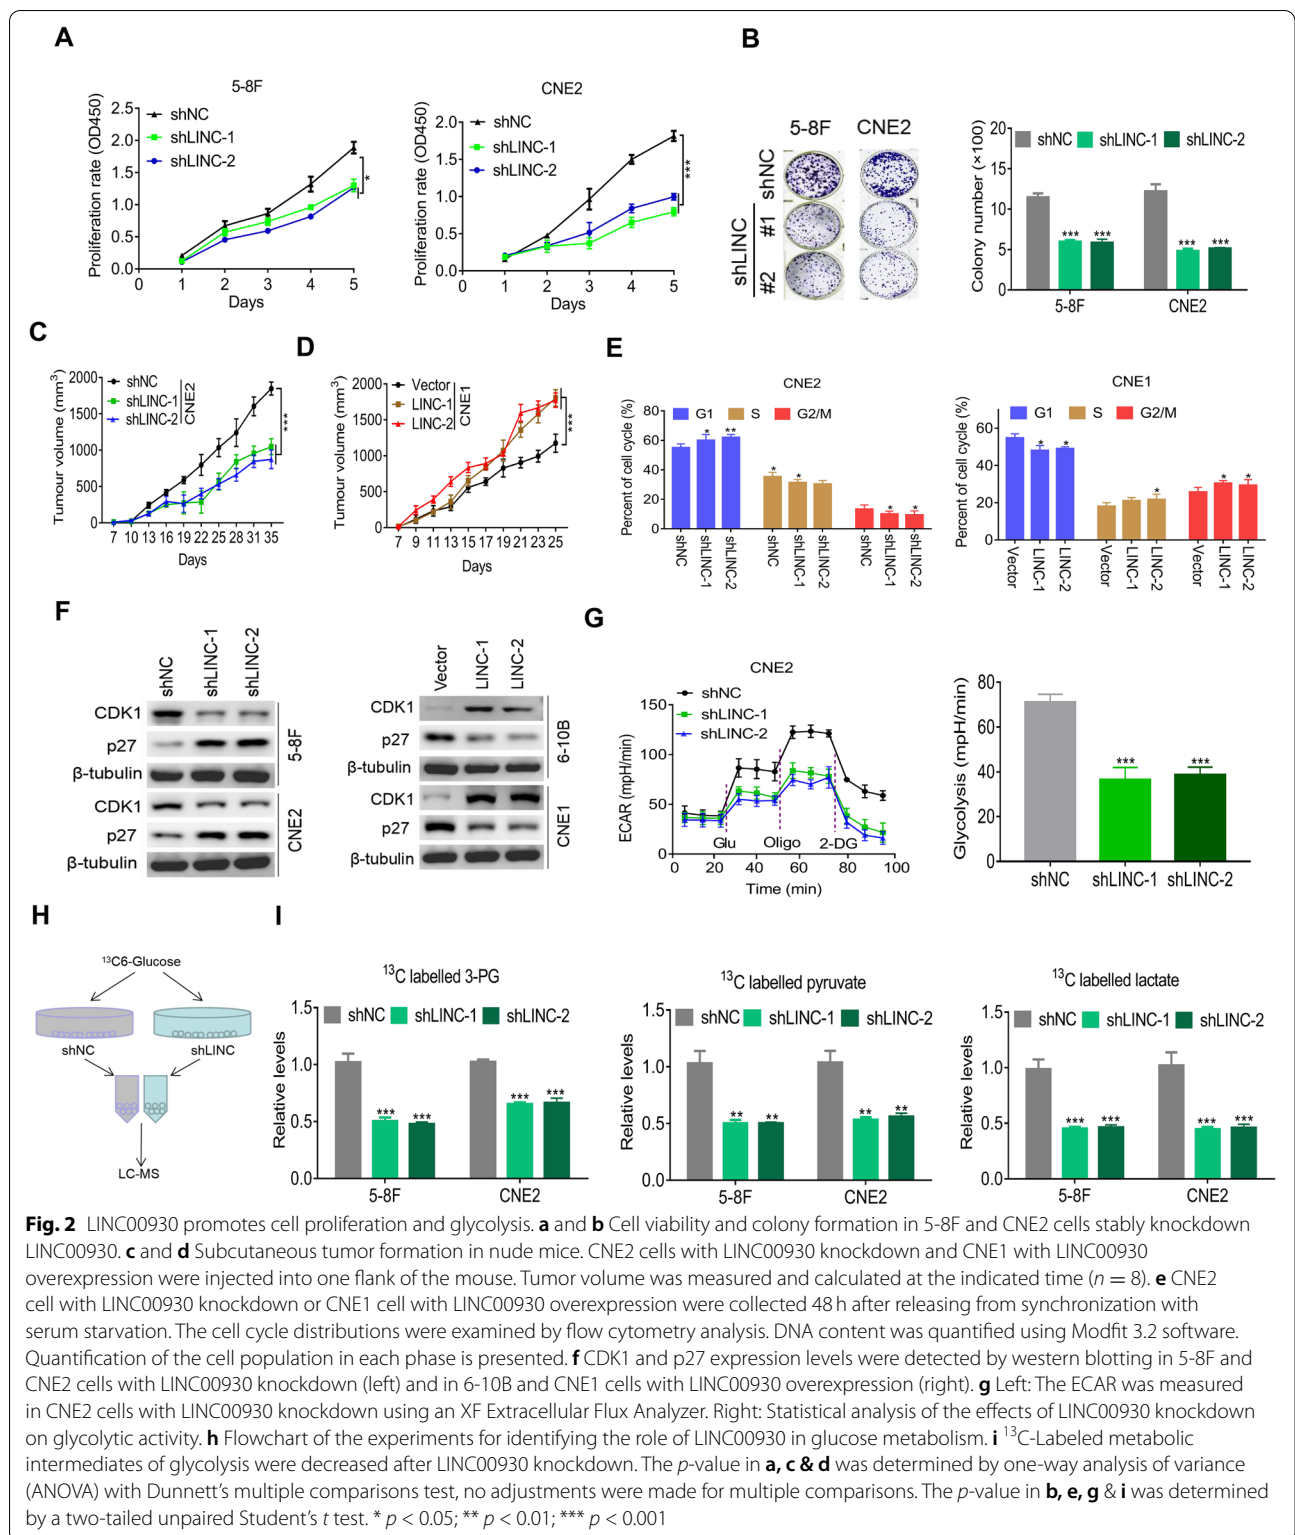 A
5-8F
Proliferation rate (OD450)
2.5
2.0
1.5
1.0
0.5
0.0
shNC
shLINC-1
shLINC-2
*
0 1 2 3 4 5
Days
CNE2
Proliferation rate (OD450)
2.5
2.0
1.5
1.0
0.5
0.0
shNC
shLINC-1
shLINC-2
***
0 1 2 3 4 5
Days
B
5-8F CNE2
shNC
shLINC
#1
#2
shNC shLINC-1 shLINC-2
Colony number (×100)
20
15
10
5
0
*** *** *** ***
5-8F CNE2
C
Tumour volume (mm³)
2000
1500
1000
500
0
shNC
shLINC-1
shLINC-2
CNE2
***
7 10 13 16 19 22 25 28 31 35
Days
D
Tumour volume (mm³)
2000
1500
1000
500
0
Vector
LINC-1
LINC-2
CNE1
***
7 9 11 13 15 17 19 21 23 25
Days
E
CNE2
G1 S G2/M
Percent of cell cycle (%)
80
60
40
20
0
* ** * * * *
shNC shLINC-1 shLINC-2 shNC shLINC-1 shLINC-2 shNC shLINC-1 shLINC-2
CNE1
G1 S G2/M
Percent of cell cycle (%)
60
40
20
0
* * * * *
Vector LINC-1 LINC-2 Vector LINC-1 LINC-2 Vector LINC-1 LINC-2
F
shNC shLINC-1 shLINC-2
CDK1
p27
β-tubulin
5-8F
CDK1
p27
β-tubulin
CNE2
Vector LINC-1 LINC-2
CDK1
p27
β-tubulin
6-10B
CDK1
p27
β-tubulin
CNE1
G
CNE2
shNC
shLINC-1
shLINC-2
ECAR (mpH/min)
150
100
50
0
Glu Oligo 2-DG
0 20 40 60 80 100
Time (min)
Glycolysis (mpH/min)
80
60
40
20
0
*** ***
shNC shLINC-1 shLINC-2
H
¹³C6-Glucose
shNC shLINC
LC-MS
I
¹³C labelled 3-PG
shNC shLINC-1 shLINC-2
Relative levels
1.5
1.0
0.5
0.0
*** *** *** ***
5-8F CNE2
¹³C labelled pyruvate
shNC shLINC-1 shLINC-2
Relative levels
1.5
1.0
0.5
0.0
** ** ** **
5-8F CNE2
¹³C labelled lactate
shNC shLINC-1 shLINC-2
Relative levels
1.5
1.0
0.5
0.0
*** *** *** ***
5-8F CNE2
Fig. 2 LINC00930 promotes cell proliferation and glycolysis. a and b Cell viability and colony formation in 5-8F and CNE2 cells stably knockdown
LINC00930. c and d Subcutaneous tumor formation in nude mice. CNE2 cells with LINC00930 knockdown and CNE1 with LINC00930
overexpression were injected into one flank of the mouse. Tumor volume was measured and calculated at the indicated time (n = 8). e CNE2
cell with LINC00930 knockdown or CNE1 cell with LINC00930 overexpression were collected 48 h after releasing from synchronization with
serum starvation. The cell cycle distributions were examined by flow cytometry analysis. DNA content was quantified using Modfit 3.2 software.
Quantification of the cell population in each phase is presented. f CDK1 and p27 expression levels were detected by western blotting in 5-8F and
CNE2 cells with LINC00930 knockdown (left) and in 6-10B and CNE1 cells with LINC00930 overexpression (right). g Left: The ECAR was measured
in CNE2 cells with LINC00930 knockdown using an XF Extracellular Flux Analyzer. Right: Statistical analysis of the effects of LINC00930 knockdown
on glycolytic activity. h Flowchart of the experiments for identifying the role of LINC00930 in glucose metabolism. i ¹³C-Labeled metabolic
intermediates of glycolysis were decreased after LINC00930 knockdown. The p-value in a, c & d was determined by one-way analysis of variance
(ANOVA) with Dunnett’s multiple comparisons test, no adjustments were made for multiple comparisons. The p-value in b, e, g & i was determined
by a two-tailed unpaired Student’s t test. * p < 0.05; ** p < 0.01; *** p < 0.001